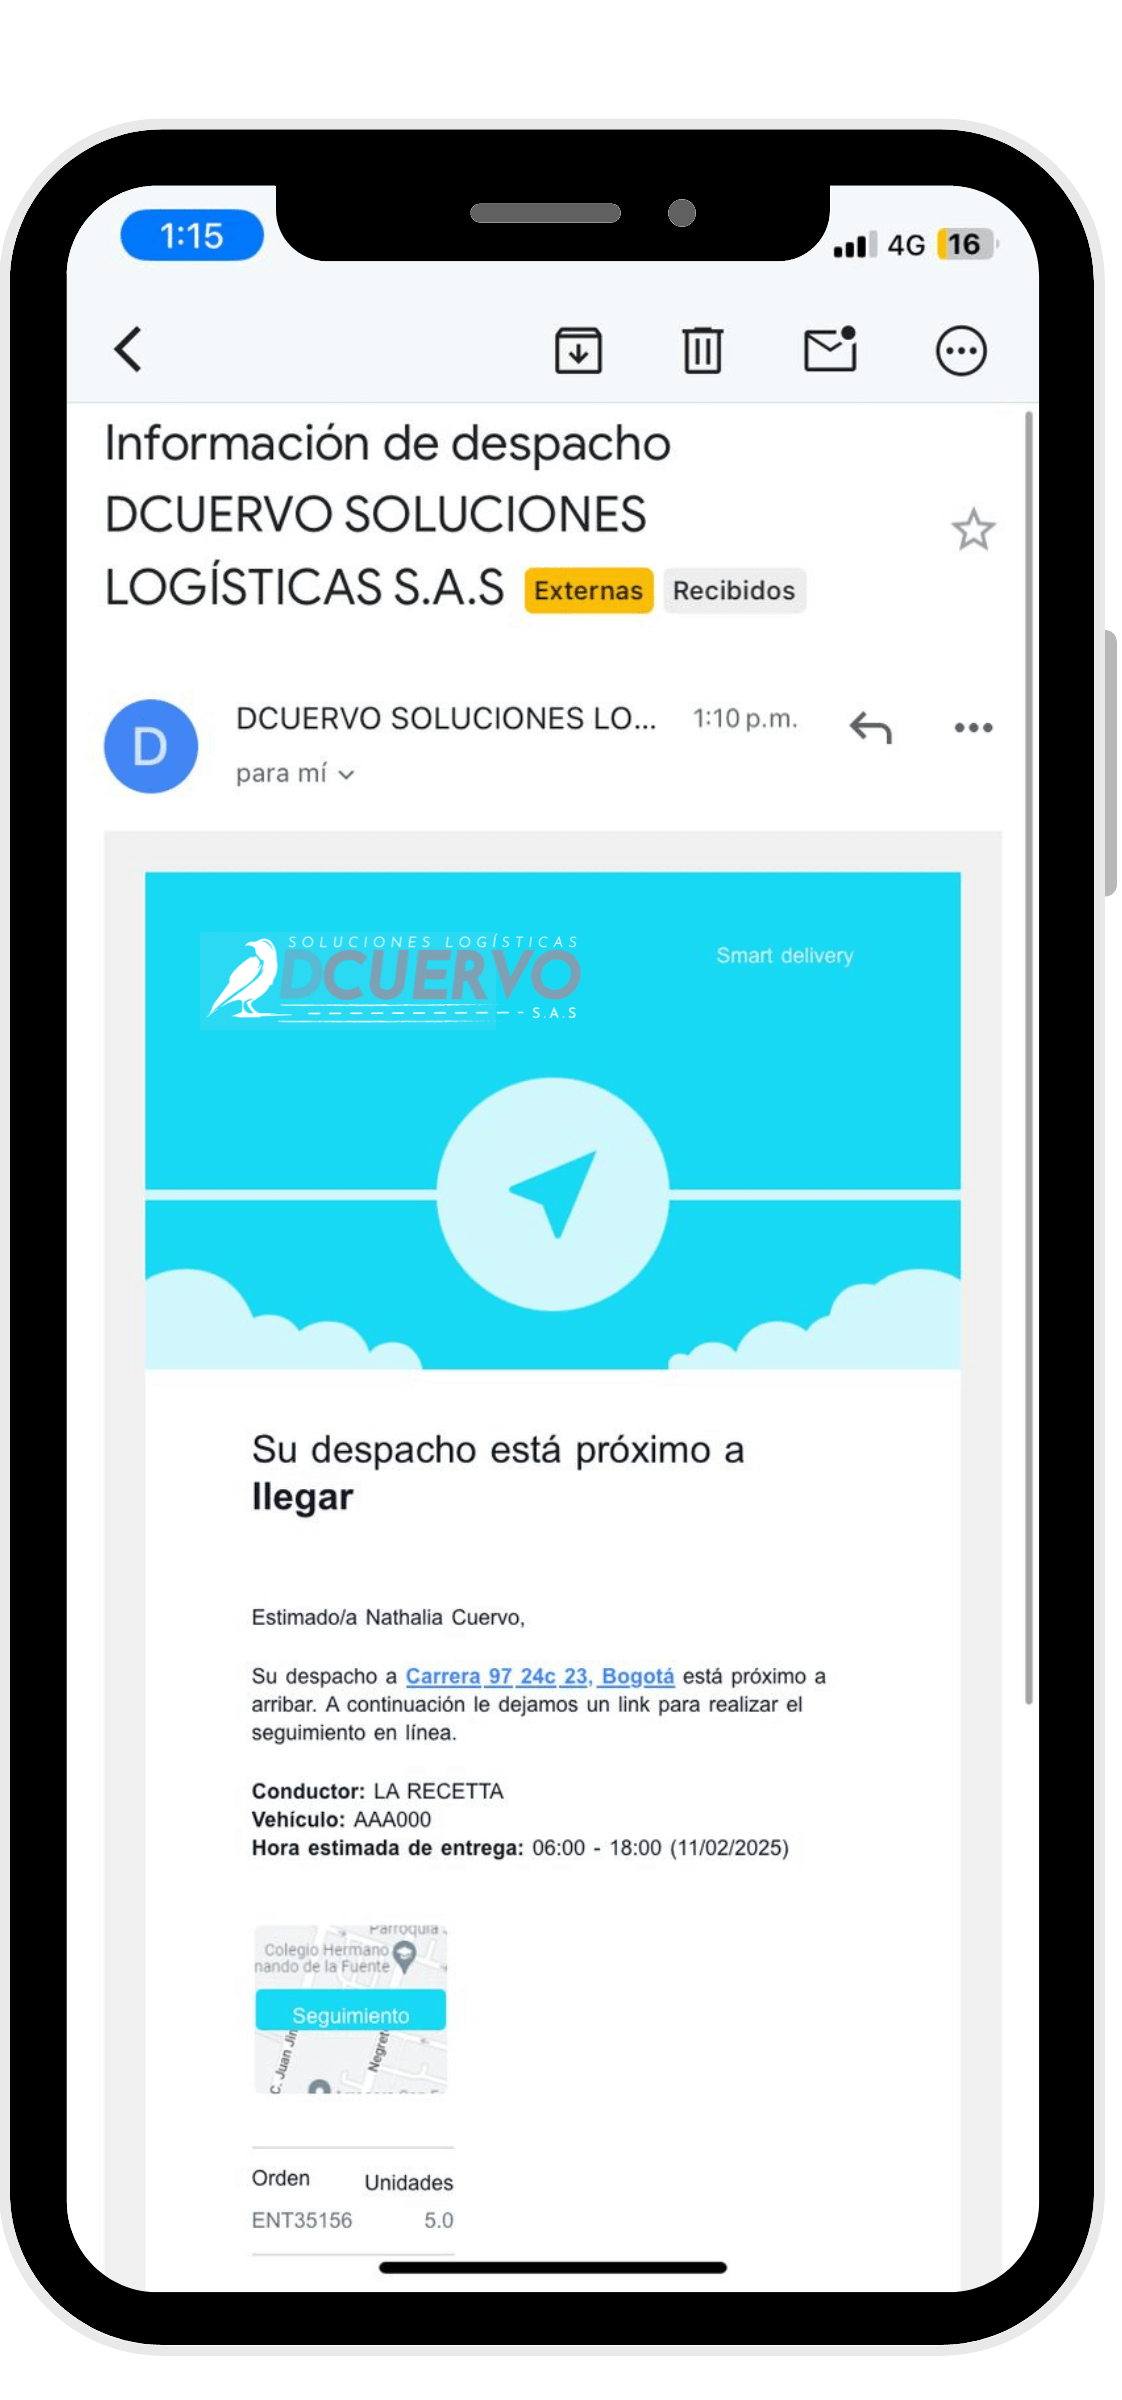 1:15
4G 16
Información de despacho
DCUERVO SOLUCIONES
LOGÍSTICAS S.A.S Externas Recibidos
D
DCUERVO SOLUCIONES LO... 1:10 p.m.
para mí
SOLUCIONES LOGÍSTICAS
DCUERVO
S.A.S
Smart delivery
Su despacho está próximo a
llegar
Estimado/a Nathalia Cuervo,
Su despacho a Carrera 97 24c 23, Bogotá está próximo a
arribar. A continuación le dejamos un link para realizar el
seguimiento en línea.
Conductor: LA RECETTA
Vehículo: AAA000
Hora estimada de entrega: 06:00 - 18:00 (11/02/2025)
Parroquia
Colegio Hermano
nando de la Fuente
Seguimiento
C. Juan Jin
Negret
Orden Unidades
ENT35156 5.0